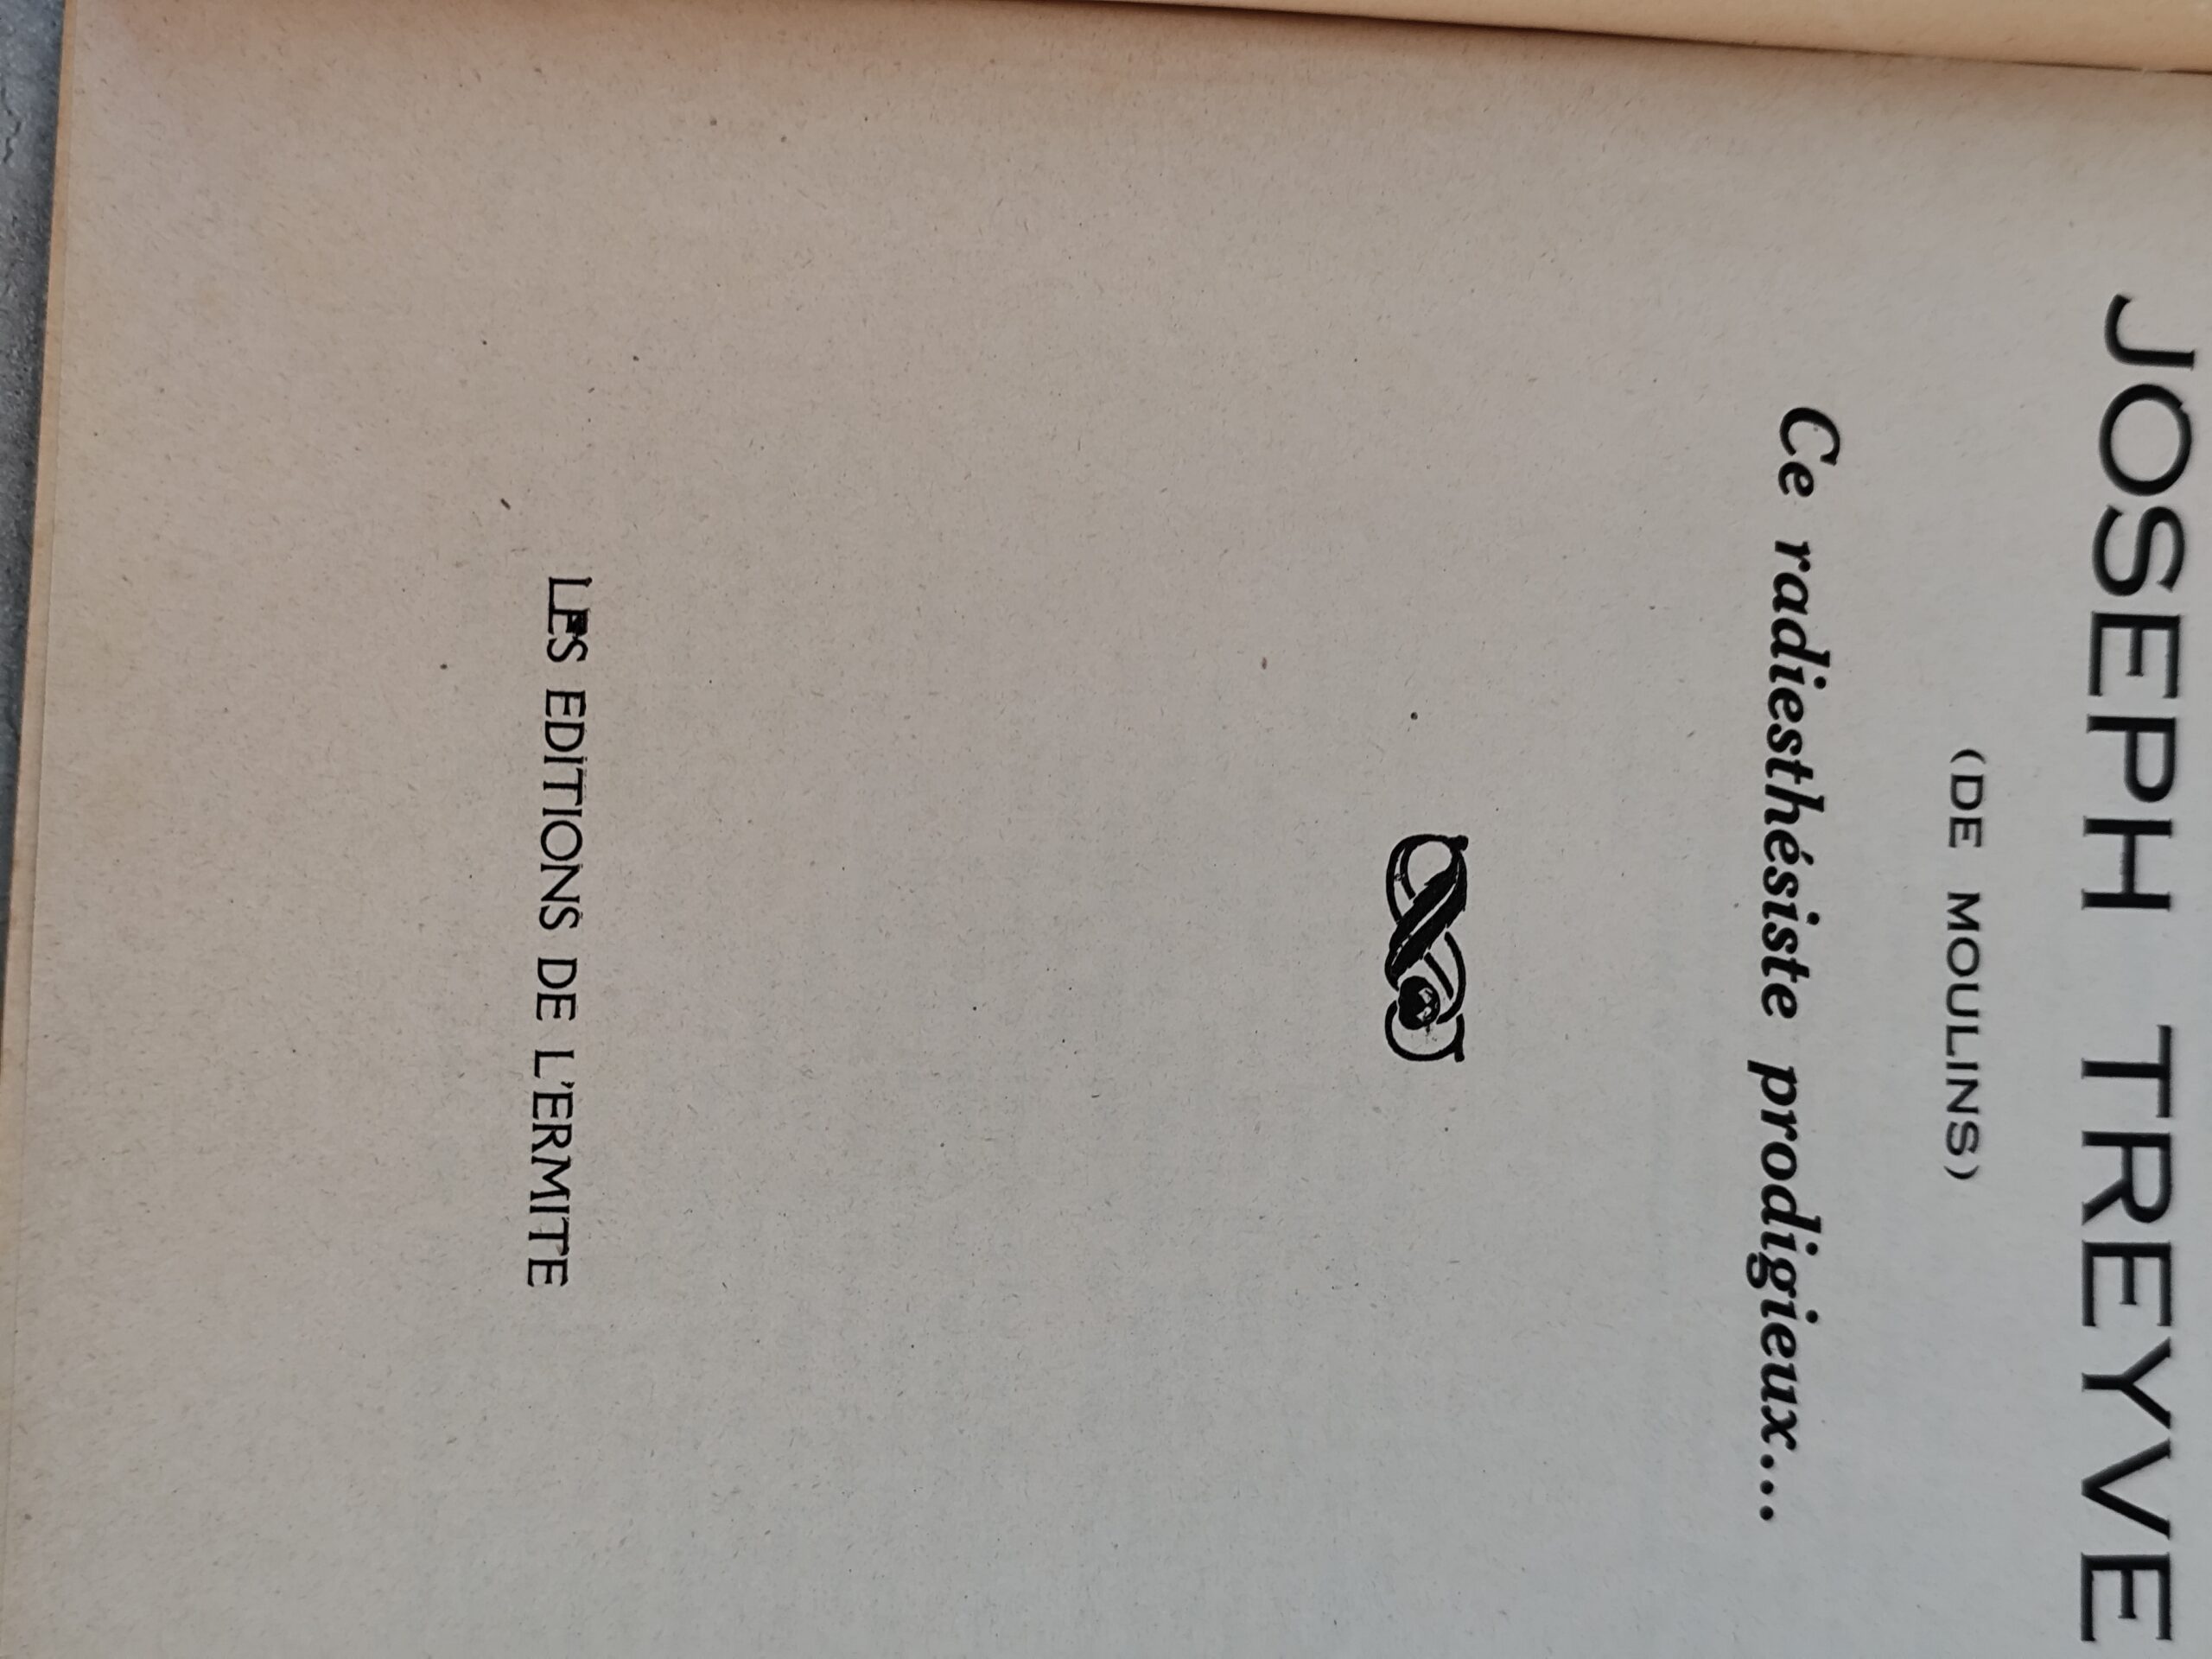 JOSEPH TREYVE
(DE MOULINS)
Ce radiesthésiste prodigieux...
LES EDITIONS DE L'ERMITE